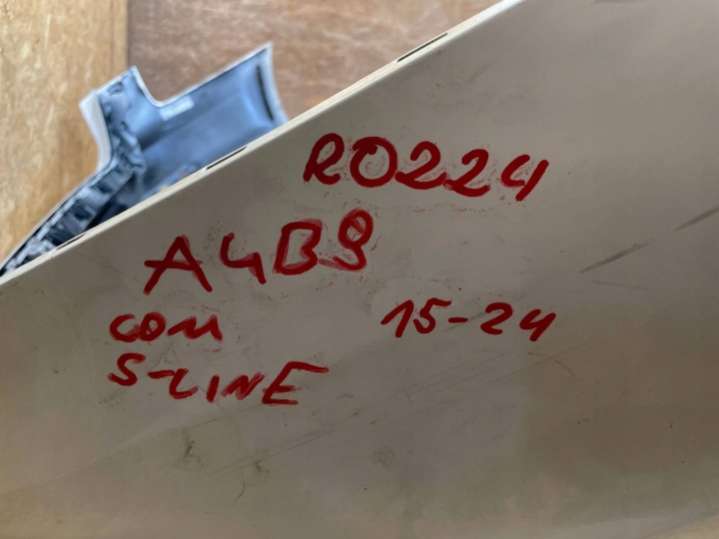 RO224
A4B9
com
15-24
S-LINE